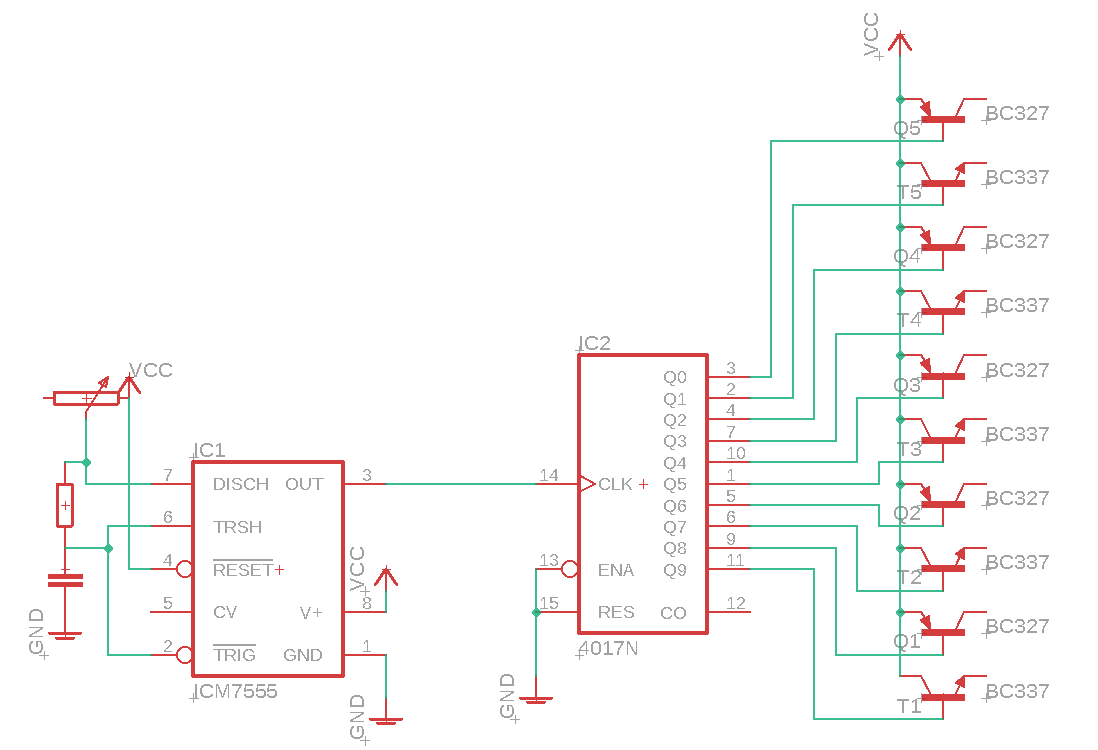 VCC
BC327
Q5
BC337
T5
BC327
Q4
BC337
T4
BC327
Q3
BC337
T3
BC327
Q2
BC337
T2
BC327
Q1
BC337
T1
VCC
IC1
7 DISCH OUT 3
6 TRSH
4 RESET
5 CV V+ 8
2 TRIG GND 1
ICM7555
VCC
GND
GND
IC2
Q0 3
Q1 2
Q2 4
Q3 7
Q4 10
14 CLK Q5 1
Q6 5
Q7 6
13 ENA Q8 9
Q9 11
15 RES CO 12
4017N
GND